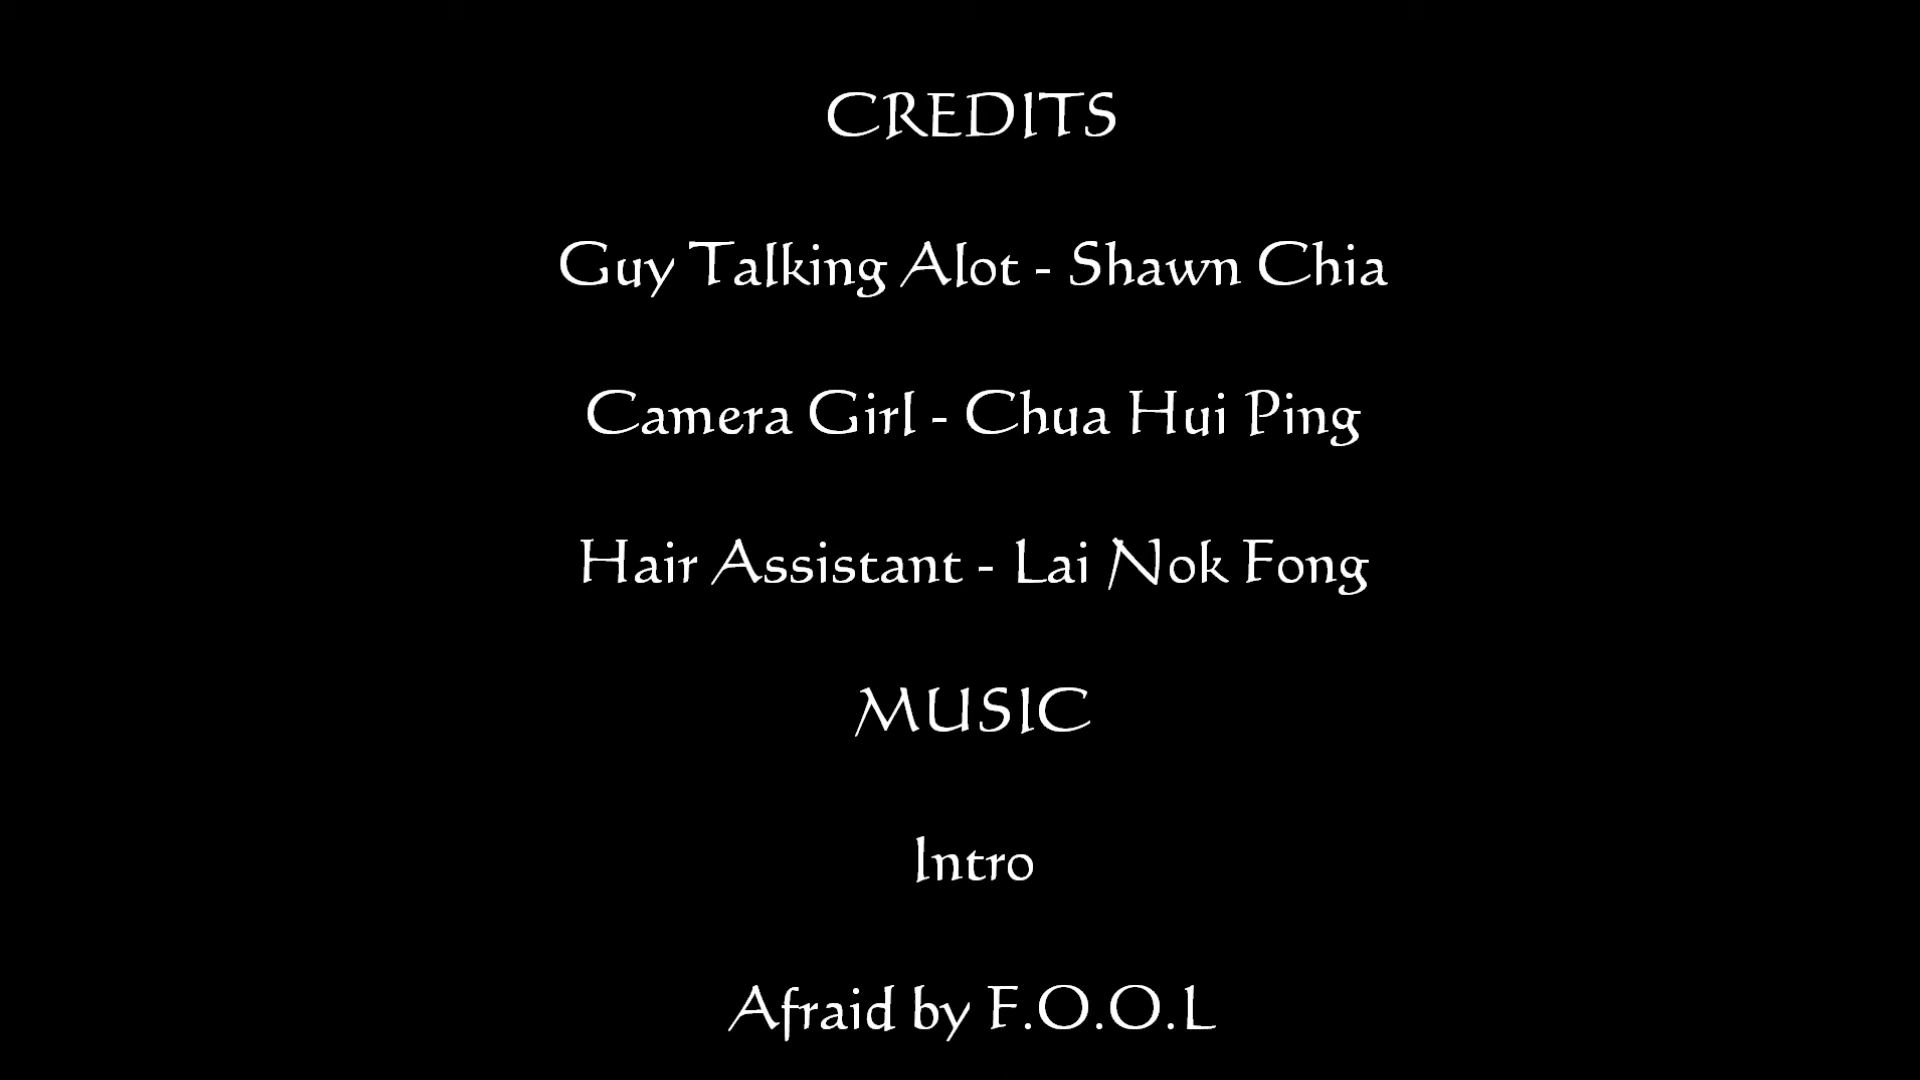 CREDITS
Guy Talking Alot - Shawn Chia
Camera Girl - Chua Hui Ping
Hair Assistant - Lai Nok Fong
MUSIC
Intro
Afraid by F.O.O.L